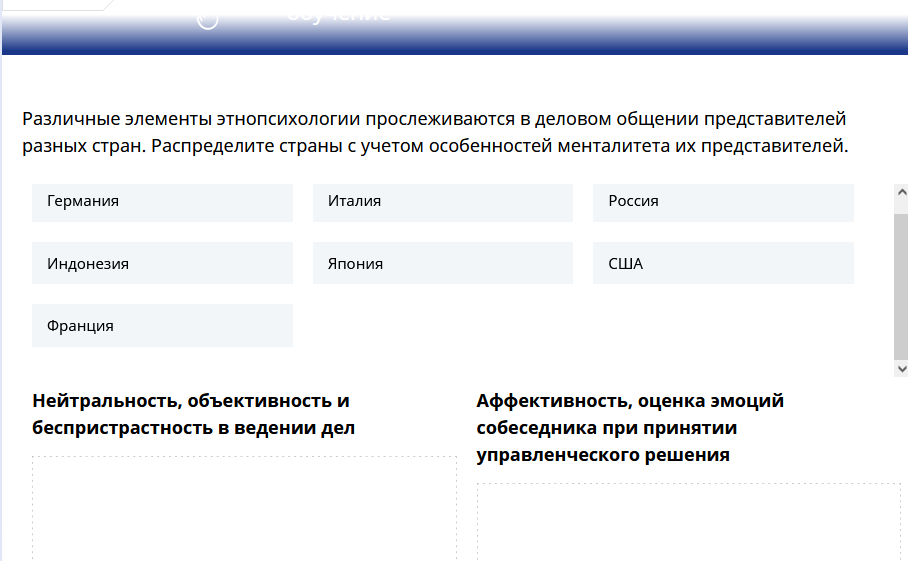 обучение
Различные элементы этнопсихологии прослеживаются в деловом общении представителей
разных стран. Распределите страны с учетом особенностей менталитета их представителей.
Германия
Италия
Россия
Индонезия
Япония
США
Франция
Нейтральность, объективность и
беспристрастность в ведении дел
Аффективность, оценка эмоций
собеседника при принятии
управленческого решения